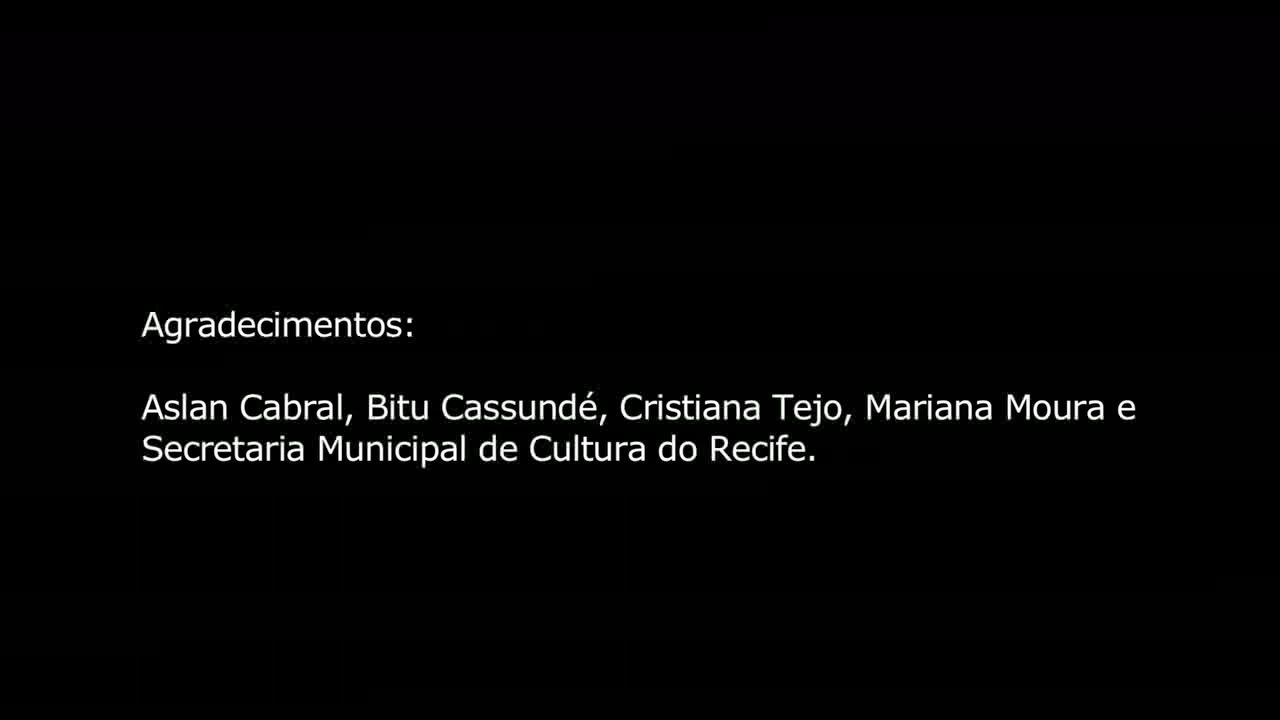 Agradecimentos:
Aslan Cabral, Bitu Cassundé, Cristiana Tejo, Mariana Moura e
Secretaria Municipal de Cultura do Recife.